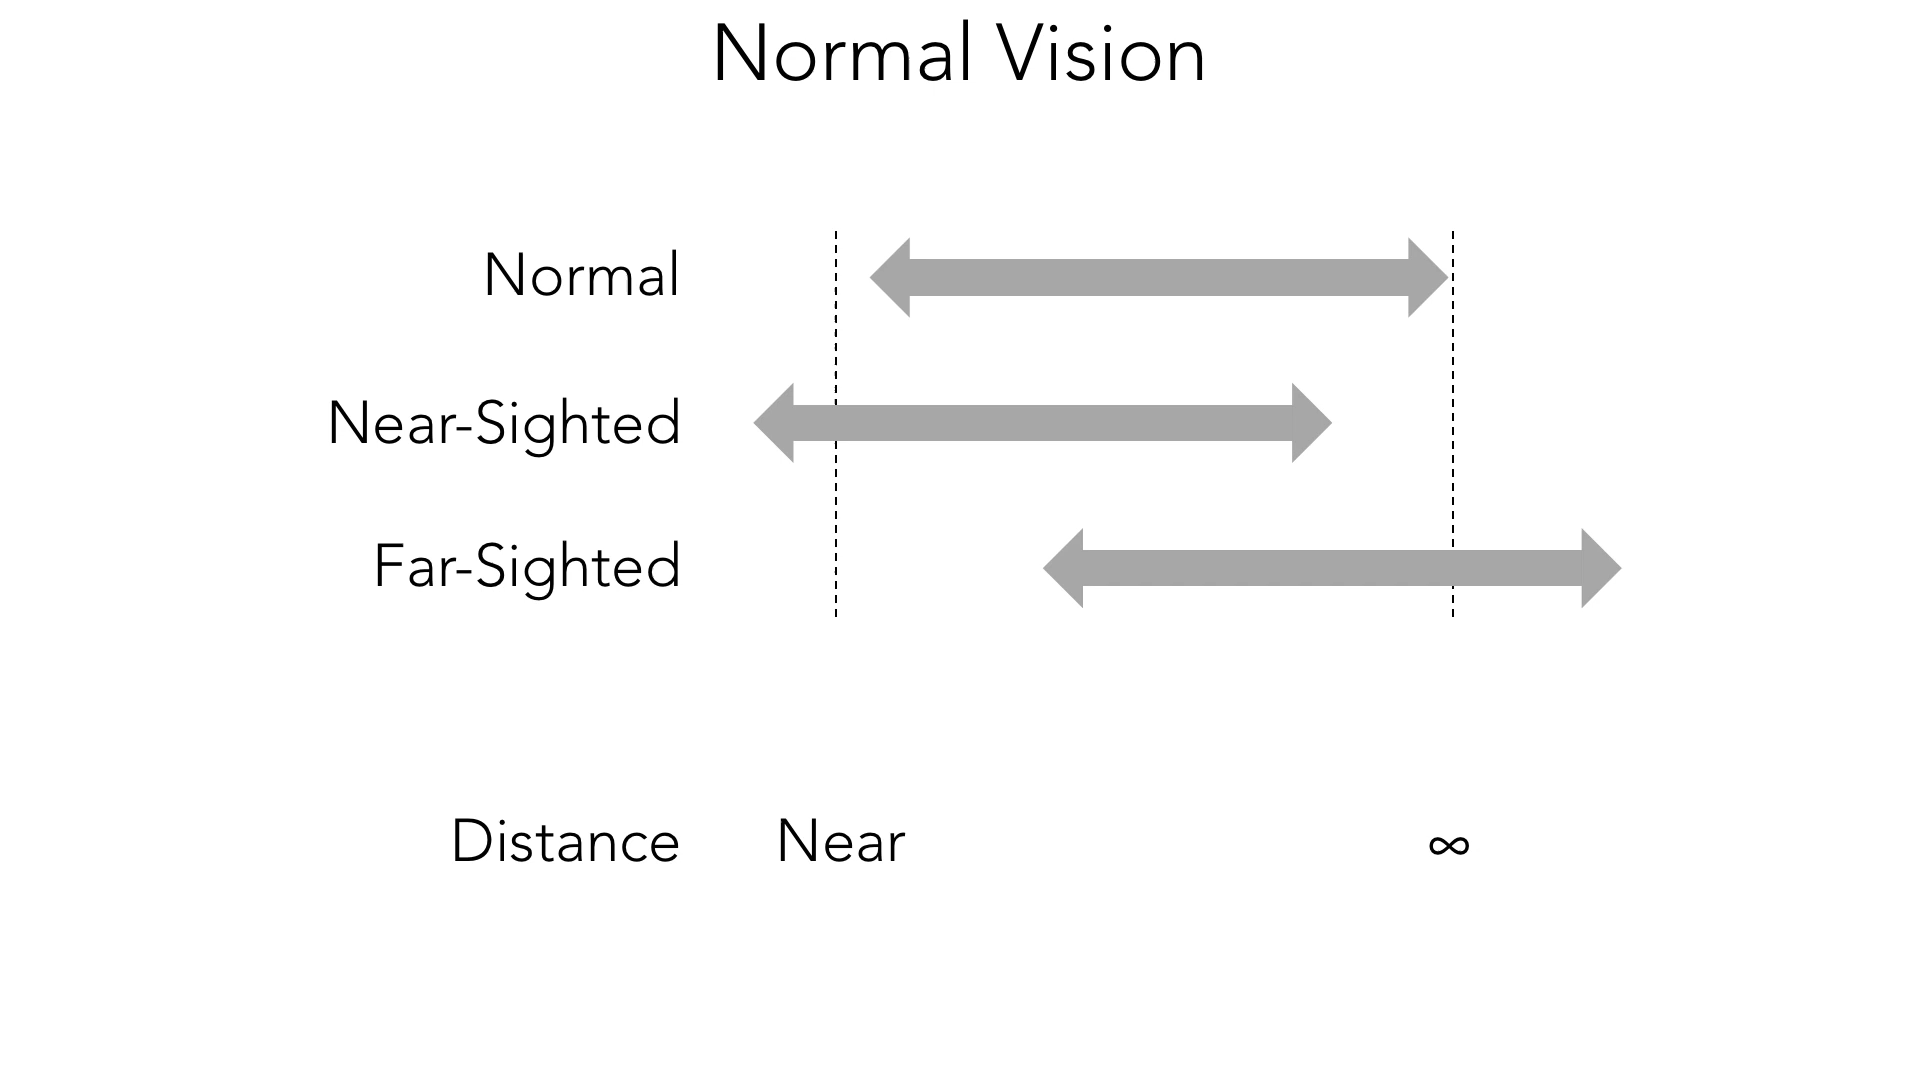 Normal Vision
Normal
Near-Sighted
Far-Sighted
Distance Near ∞